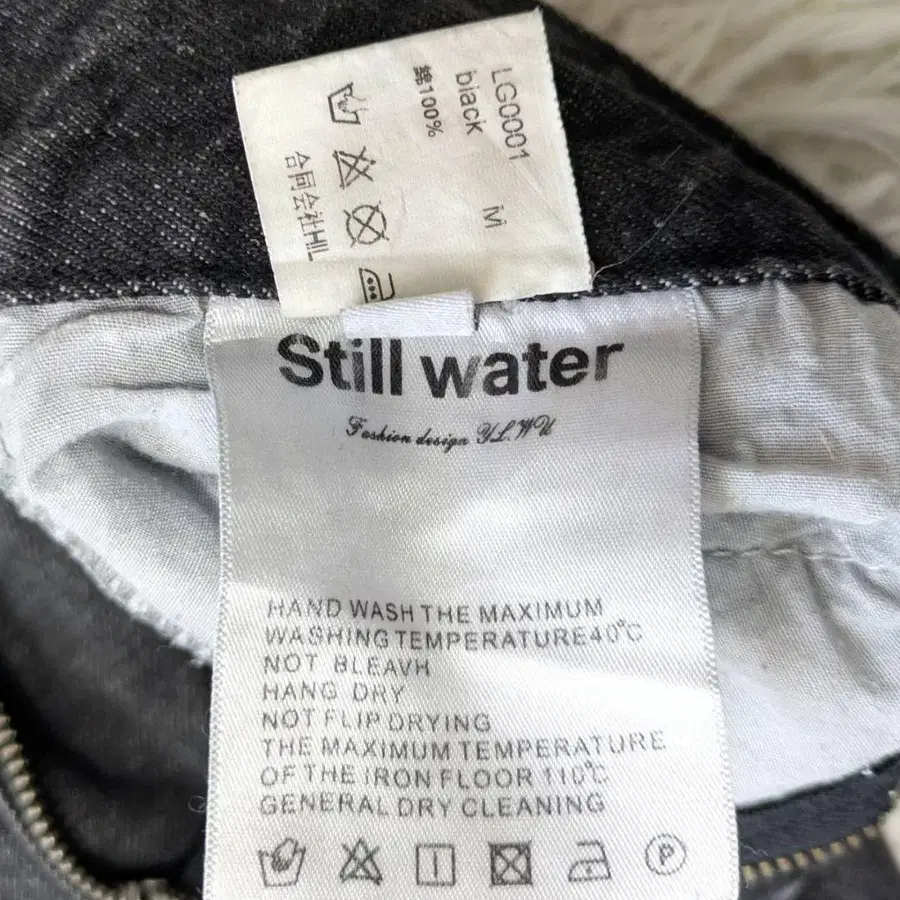 LG0001
black M
綿100%
合同会社HIL
Still water
Fashion design YL.WU
HAND WASH THE MAXIMUM
WASHING TEMPERATURE40℃
NOT BLEAVH
HANG DRY
NOT FLIP DRYING
THE MAXIMUM TEMPERATURE
OF THE IRON FLOOR 110℃
GENERAL DRY CLEANING
P